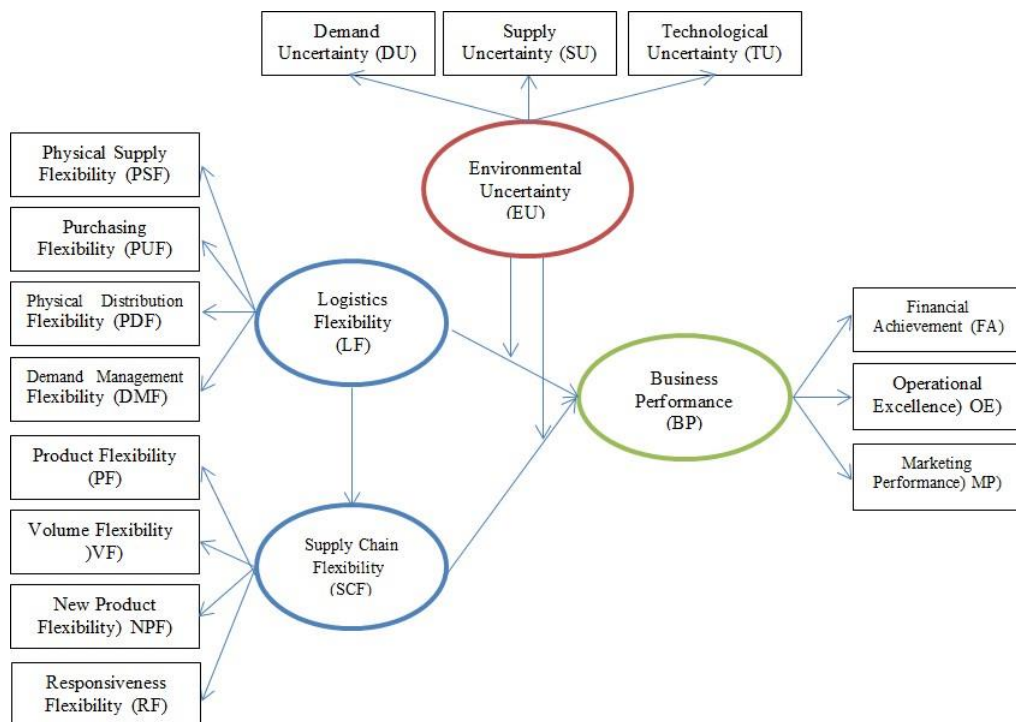 Demand
Uncertainty (DU)
Supply
Uncertainty (SU)
Technological
Uncertainty (TU)
Environmental
Uncertainty
(EU)
Physical Supply
Flexibility (PSF)
Purchasing
Flexibility (PUF)
Physical Distribution
Flexibility (PDF)
Demand Management
Flexibility (DMF)
Product Flexibility
(PF)
Volume Flexibility
)VF)
New Product
Flexibility) NPF)
Responsiveness
Flexibility (RF)
Logistics
Flexibility
(LF)
Supply Chain
Flexibility
(SCF)
Business
Performance
(BP)
Financial
Achievement (FA)
Operational
Excellence) OE)
Marketing
Performance) MP)